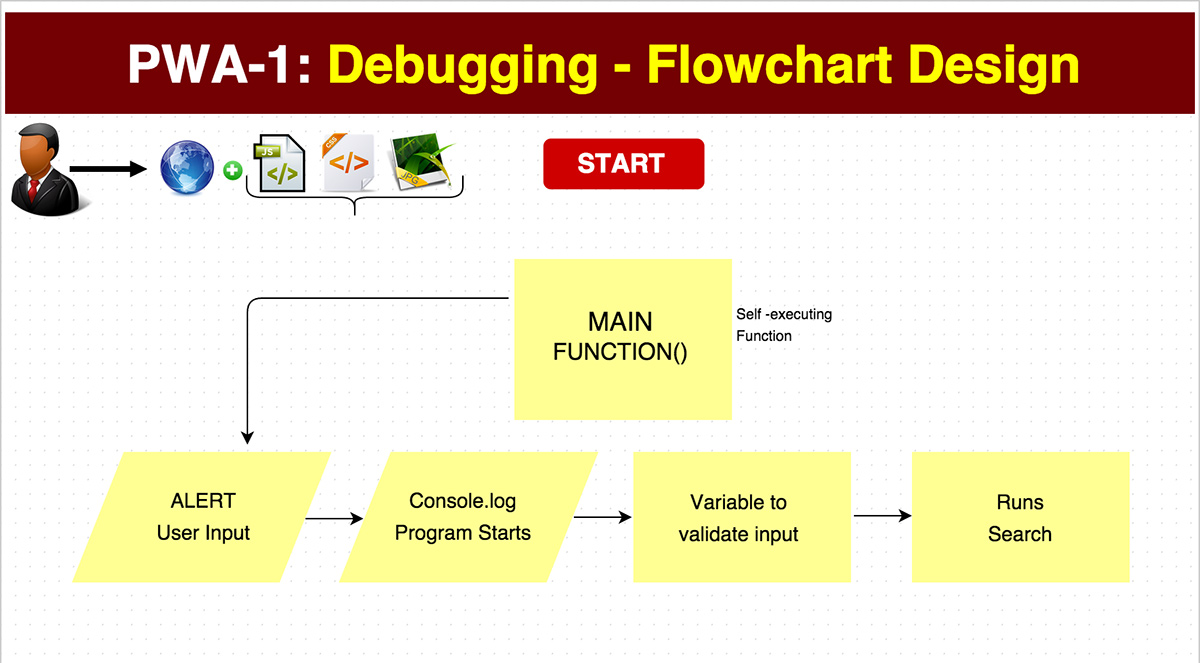 PWA-1: Debugging - Flowchart Design
JS
CSS
JPG
START
MAIN
FUNCTION()
Self -executing
Function
ALERT
User Input
Console.log
Program Starts
Variable to
validate input
Runs
Search